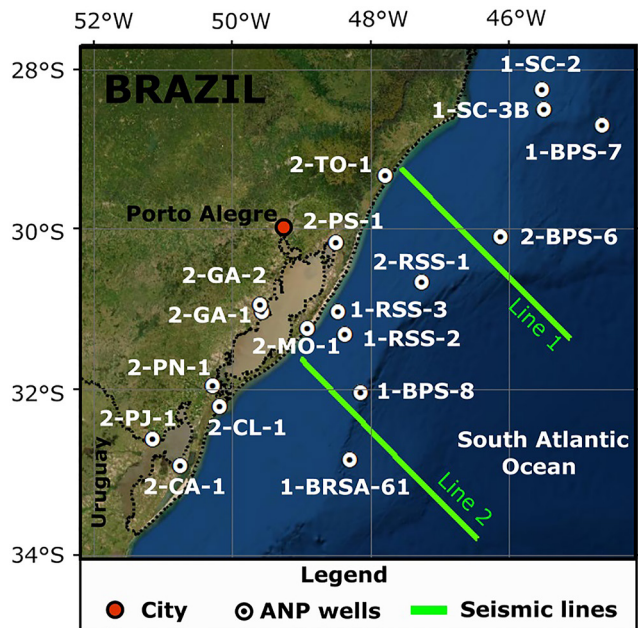 52°W
50°W
48°W
46°W
28°S
30°S
32°S
34°S
BRAZIL
1-SC-2
1-SC-3B
1-BPS-7
2-TO-1
Porto Alegre
2-PS-1
2-BPS-6
2-GA-2
2-RSS-1
2-GA-1
1-RSS-3
Line 1
2-MO-1
1-RSS-2
2-PN-1
1-BPS-8
2-PJ-1
2-CL-1
South Atlantic
Ocean
Uruguay
2-CA-1
1-BRSA-61
Line 2
Legend
City
ANP wells
Seismic lines